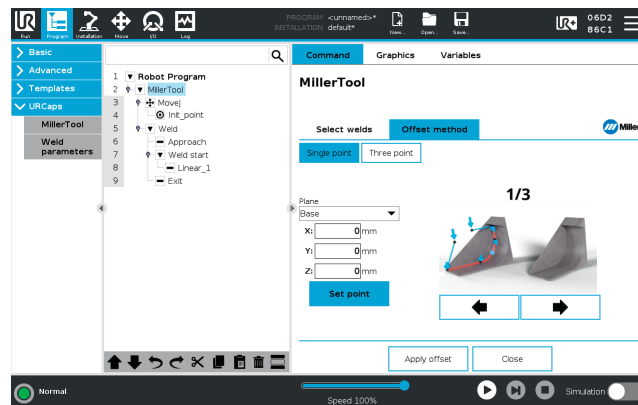 PROGRAM <unnamed>*
INSTALLATION default*
Run Program Installation Move I/O Log
New... Open... Save...
UR+ 06D2
86C1
Basic
Advanced
Templates
URCaps
MillerTool
Weld
parameters
1 Robot Program
2 MillerTool
3 MoveJ
4 Init_point
5 Weld
6 Approach
7 Weld start
8 Linear_1
9 Exit
Command Graphics Variables
MillerTool
Select welds Offset method Miller
Single point Three point
1/3
Plane
Base
X: 0 mm
Y: 0 mm
Z: 0 mm
Set point
Apply offset Close
Normal
Speed 100%
Simulation